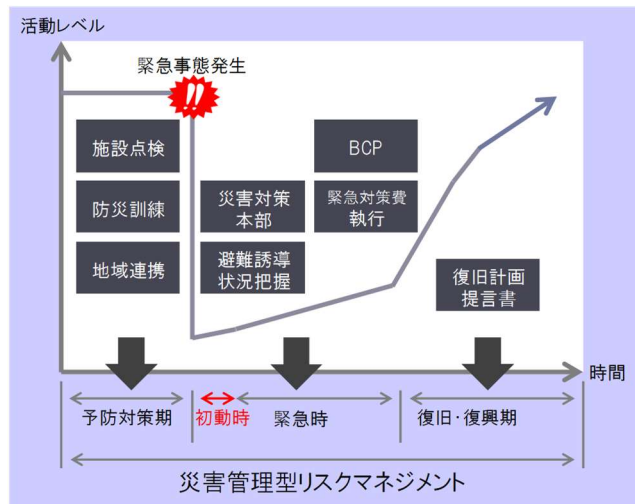 活動レベル
緊急事態発生
!!
施設点検
BCP
防災訓練
災害対策
本部
緊急対策費
執行
地域連携
避難誘導
状況把握
復旧計画
提言書
時間
予防対策期
初動時
緊急時
復旧・復興期
災害管理型リスクマネジメント